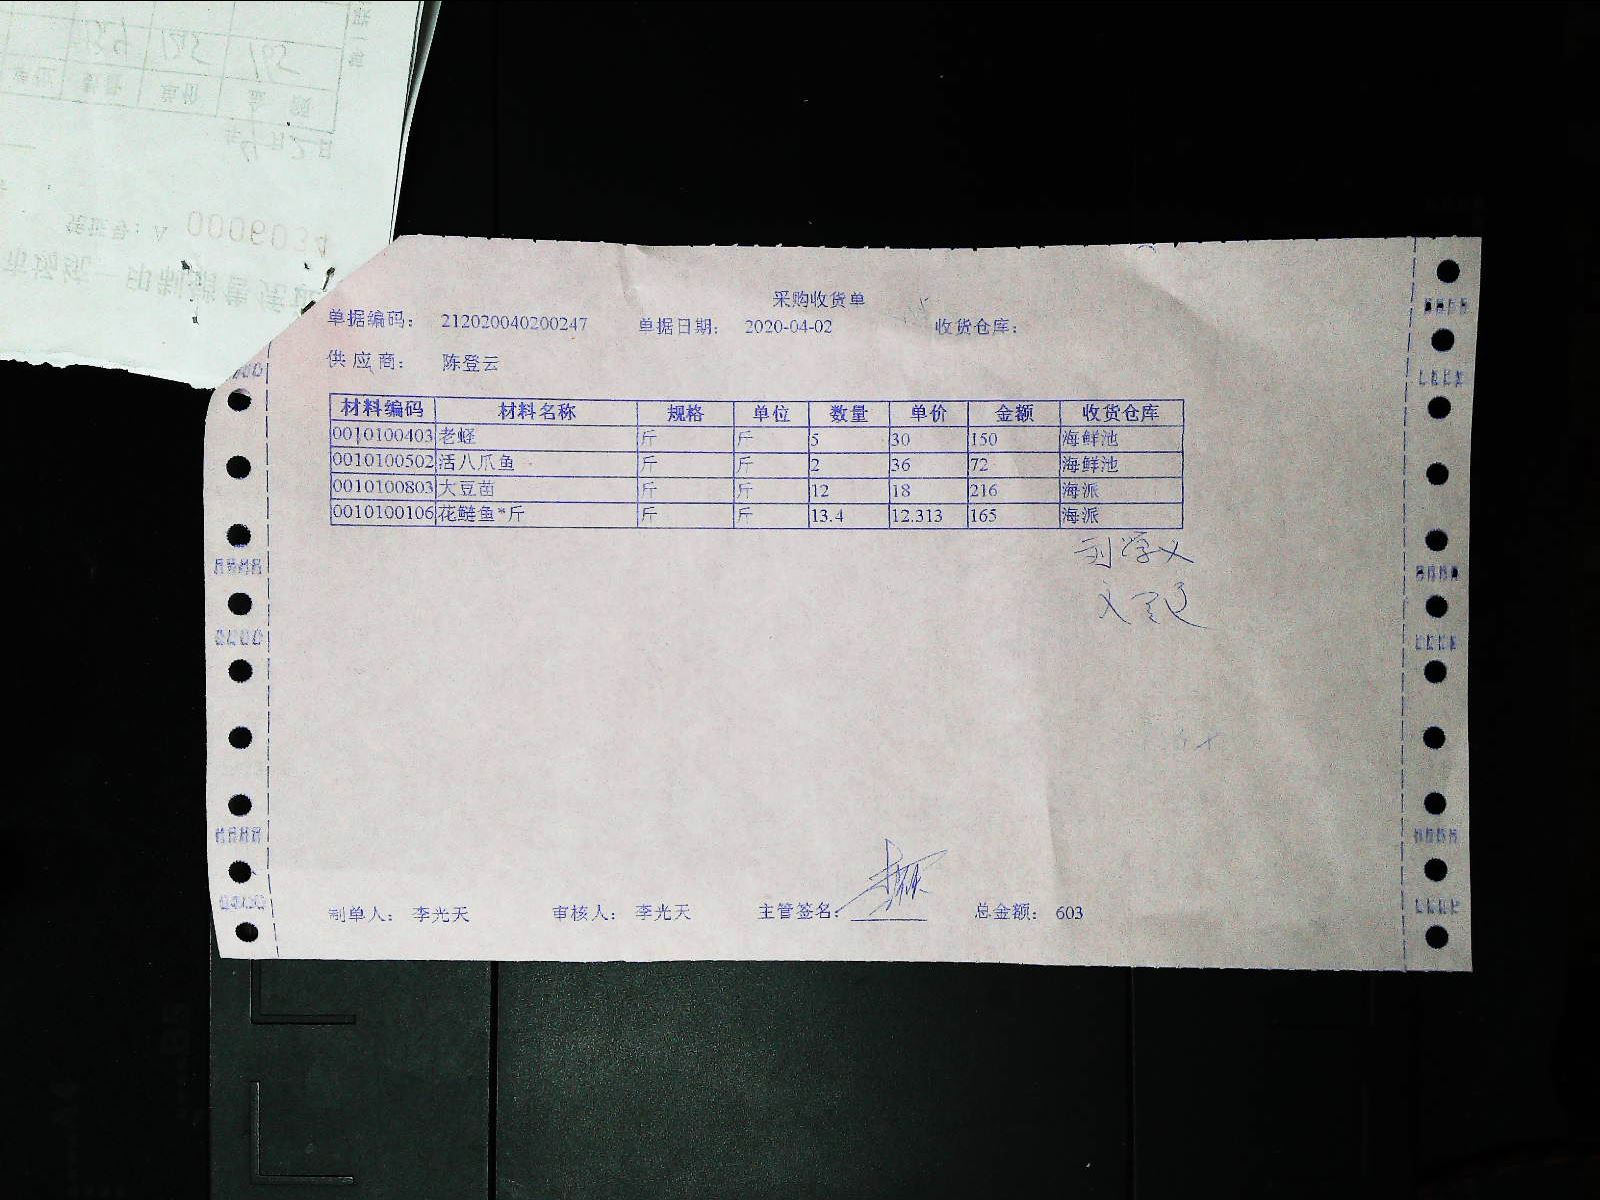 0006034
采购收货单
单据编码： 212020040200247 单据日期： 2020-04-02 收货仓库：
供应商： 陈登云
材料编码 材料名称 规格 单位 数量 单价 金额 收货仓库
0010100403 老蛏 斤 斤 5 30 150 海鲜池
0010100502 活八爪鱼 斤 斤 2 36 72 海鲜池
0010100803 大豆苗 斤 斤 12 18 216 海派
0010100106 花鲢鱼*斤 斤 斤 13.4 12.313 165 海派
制单人： 李光天 审核人： 李光天 主管签名： 总金额： 603